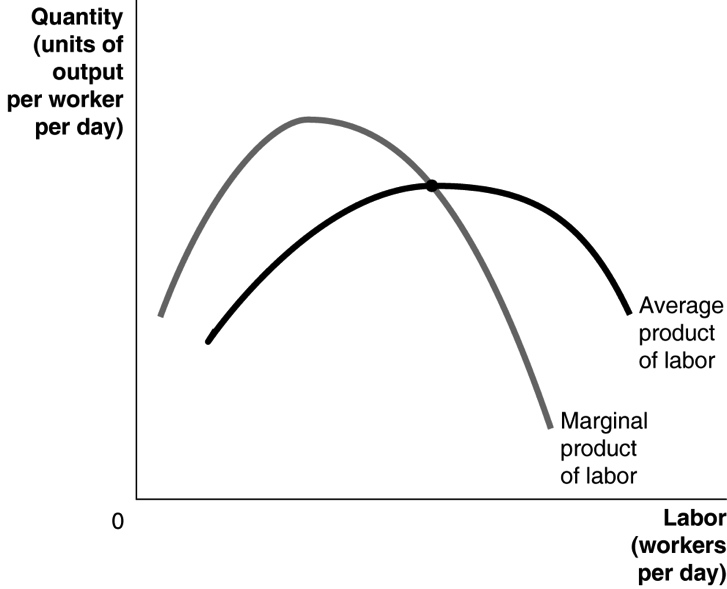 Quantity
(units of
output
per worker
per day)
Average
product
of labor
Marginal
product
of labor
0
Labor
(workers
per day)